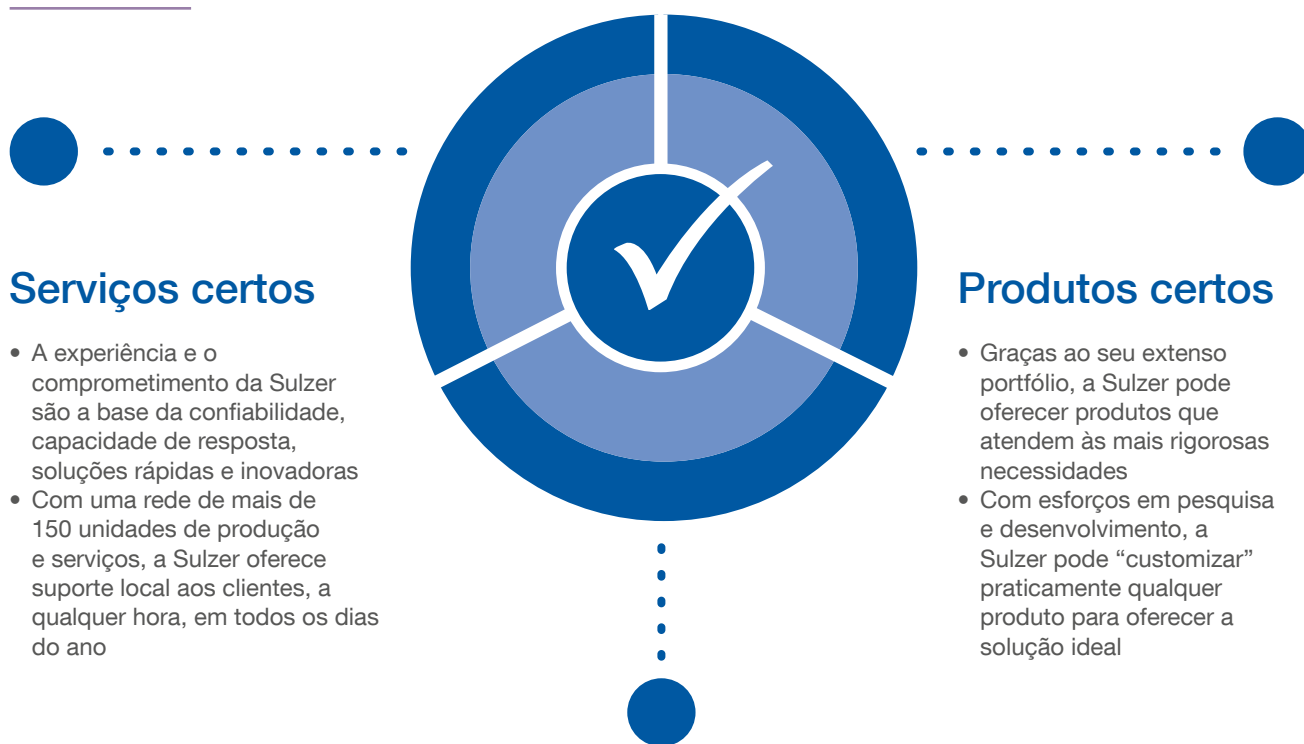 Serviços certos
• A experiência e o
comprometimento da Sulzer
são a base da confiabilidade,
capacidade de resposta,
soluções rápidas e inovadoras
• Com uma rede de mais de
150 unidades de produção
e serviços, a Sulzer oferece
suporte local aos clientes, a
qualquer hora, em todos os dias
do ano
Produtos certos
• Graças ao seu extenso
portfólio, a Sulzer pode
oferecer produtos que
atendem às mais rigorosas
necessidades
• Com esforços em pesquisa
e desenvolvimento, a
Sulzer pode “customizar”
praticamente qualquer
produto para oferecer a
solução ideal